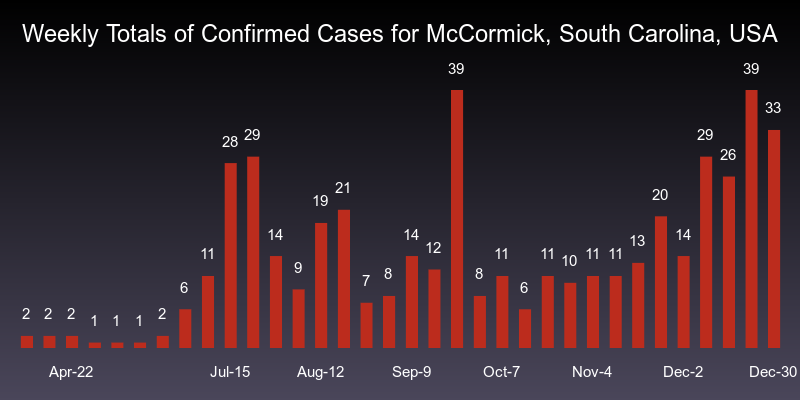 Weekly Totals of Confirmed Cases for McCormick, South Carolina, USA
2 2 2 1 1 1 2 6 11 28 29 14 9 19 21 7 8 14 12 39 8 11 6 11 10 11 11 13 20 14 29 26 39 33
Apr-22 Jul-15 Aug-12 Sep-9 Oct-7 Nov-4 Dec-2 Dec-30